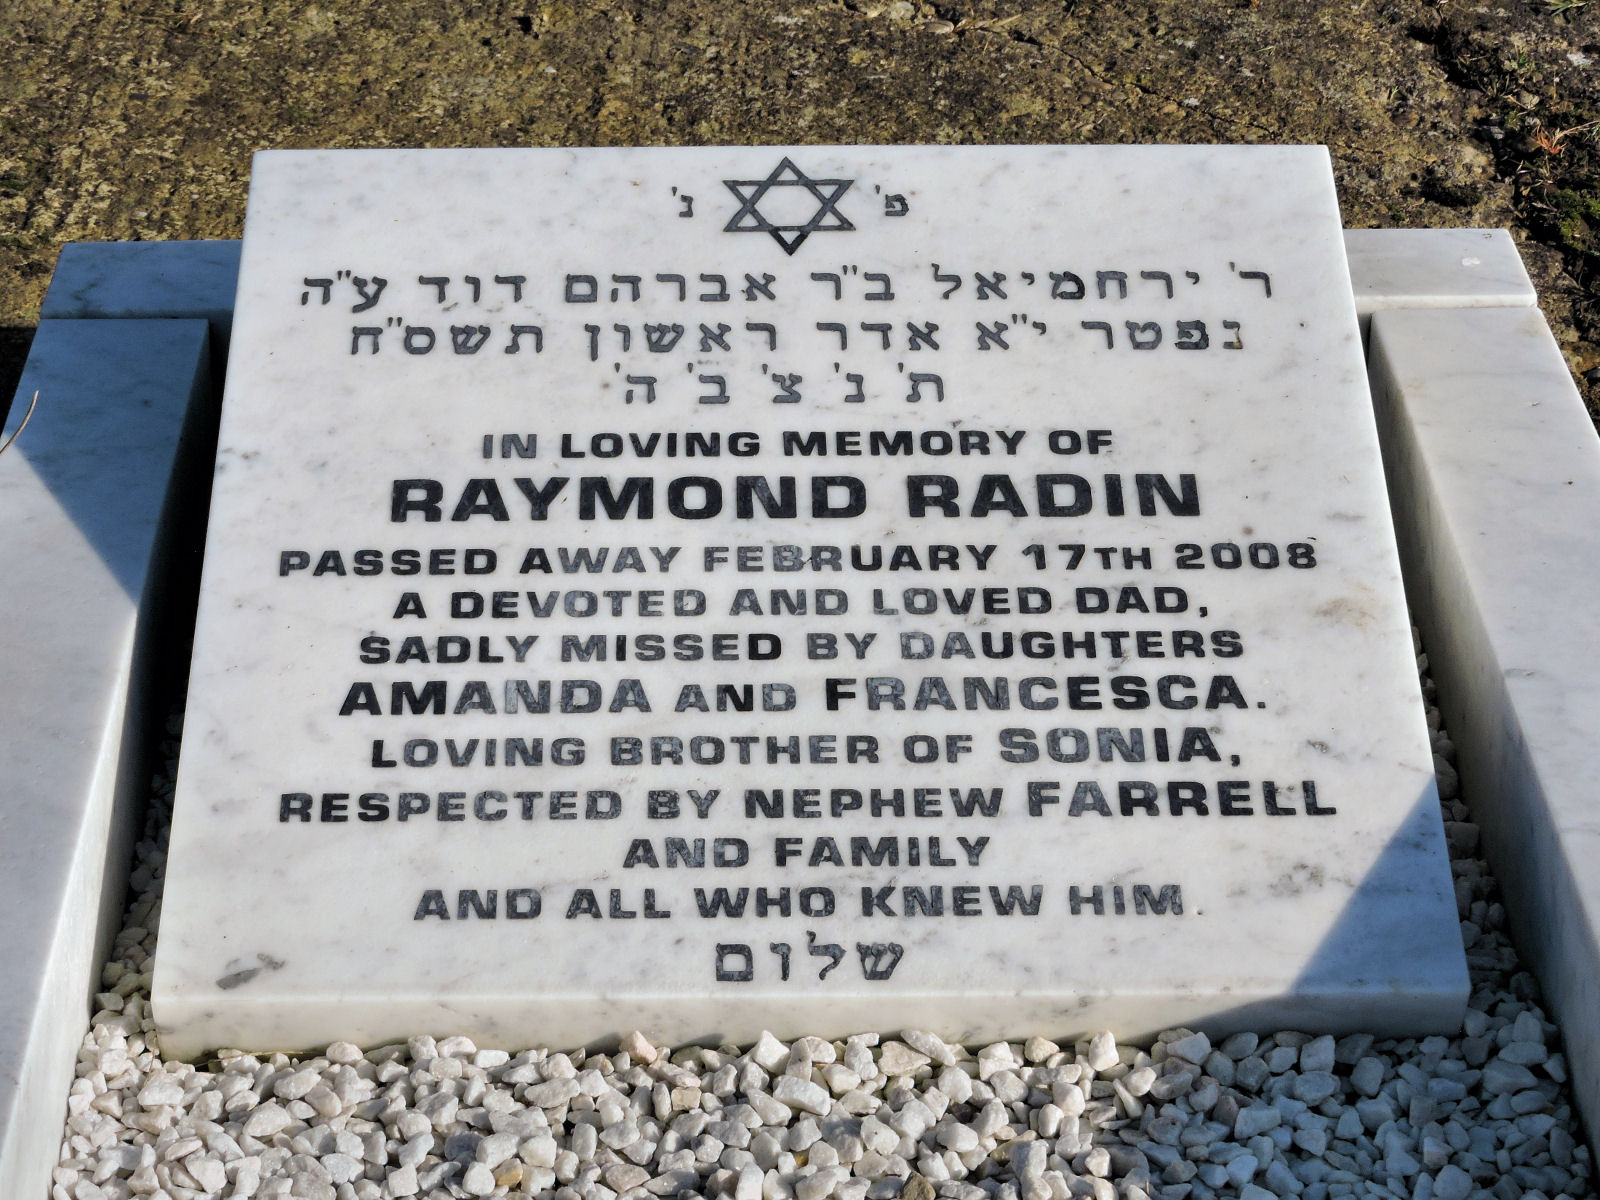 פ' נ'
ר' ירחמיאל ב"ר אברהם דוד ע"ה
נפטר י"א אדר ראשון תשס"ח
ת' נ' צ' ב' ה'
IN LOVING MEMORY OF
RAYMOND RADIN
PASSED AWAY FEBRUARY 17TH 2008
A DEVOTED AND LOVED DAD,
SADLY MISSED BY DAUGHTERS
AMANDA AND FRANCESCA.
LOVING BROTHER OF SONIA,
RESPECTED BY NEPHEW FARRELL
AND FAMILY
AND ALL WHO KNEW HIM
שלום